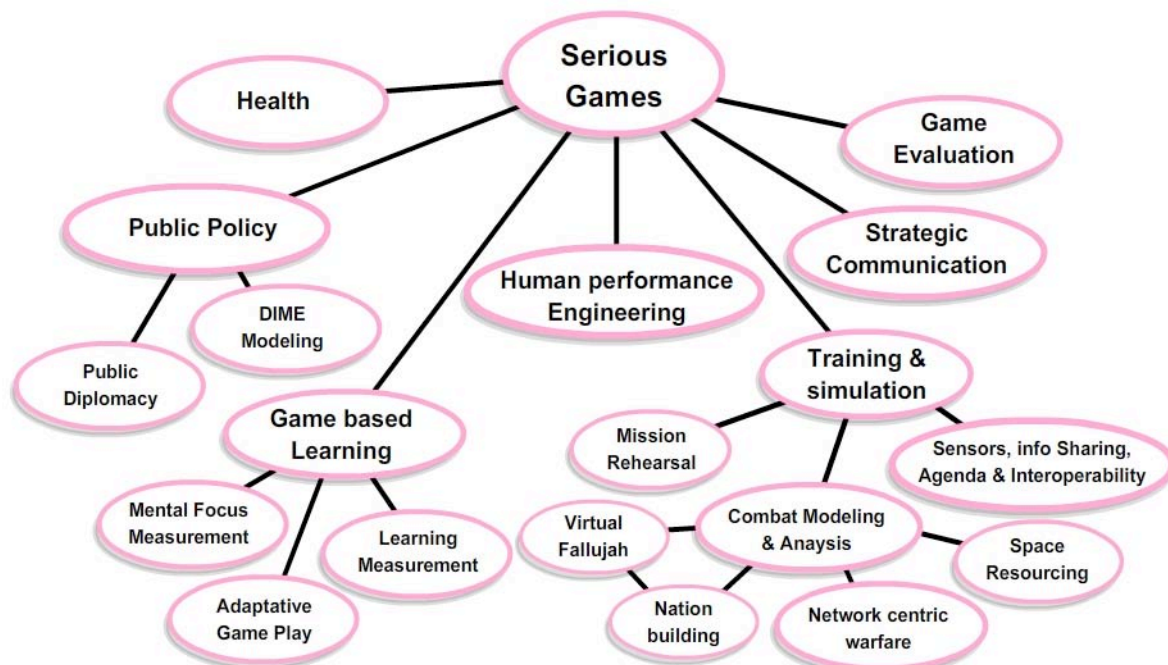 Serious
Games
Health
Game
Evaluation
Public Policy
Strategic
Communication
Human performance
Engineering
DIME
Modeling
Public
Diplomacy
Training &
simulation
Game based
Learning
Mission
Rehearsal
Sensors, info Sharing,
Agenda & Interoperability
Mental Focus
Measurement
Learning
Measurement
Virtual
Fallujah
Combat Modeling
& Anaysis
Space
Resourcing
Adaptative
Game Play
Nation
building
Network centric
warfare